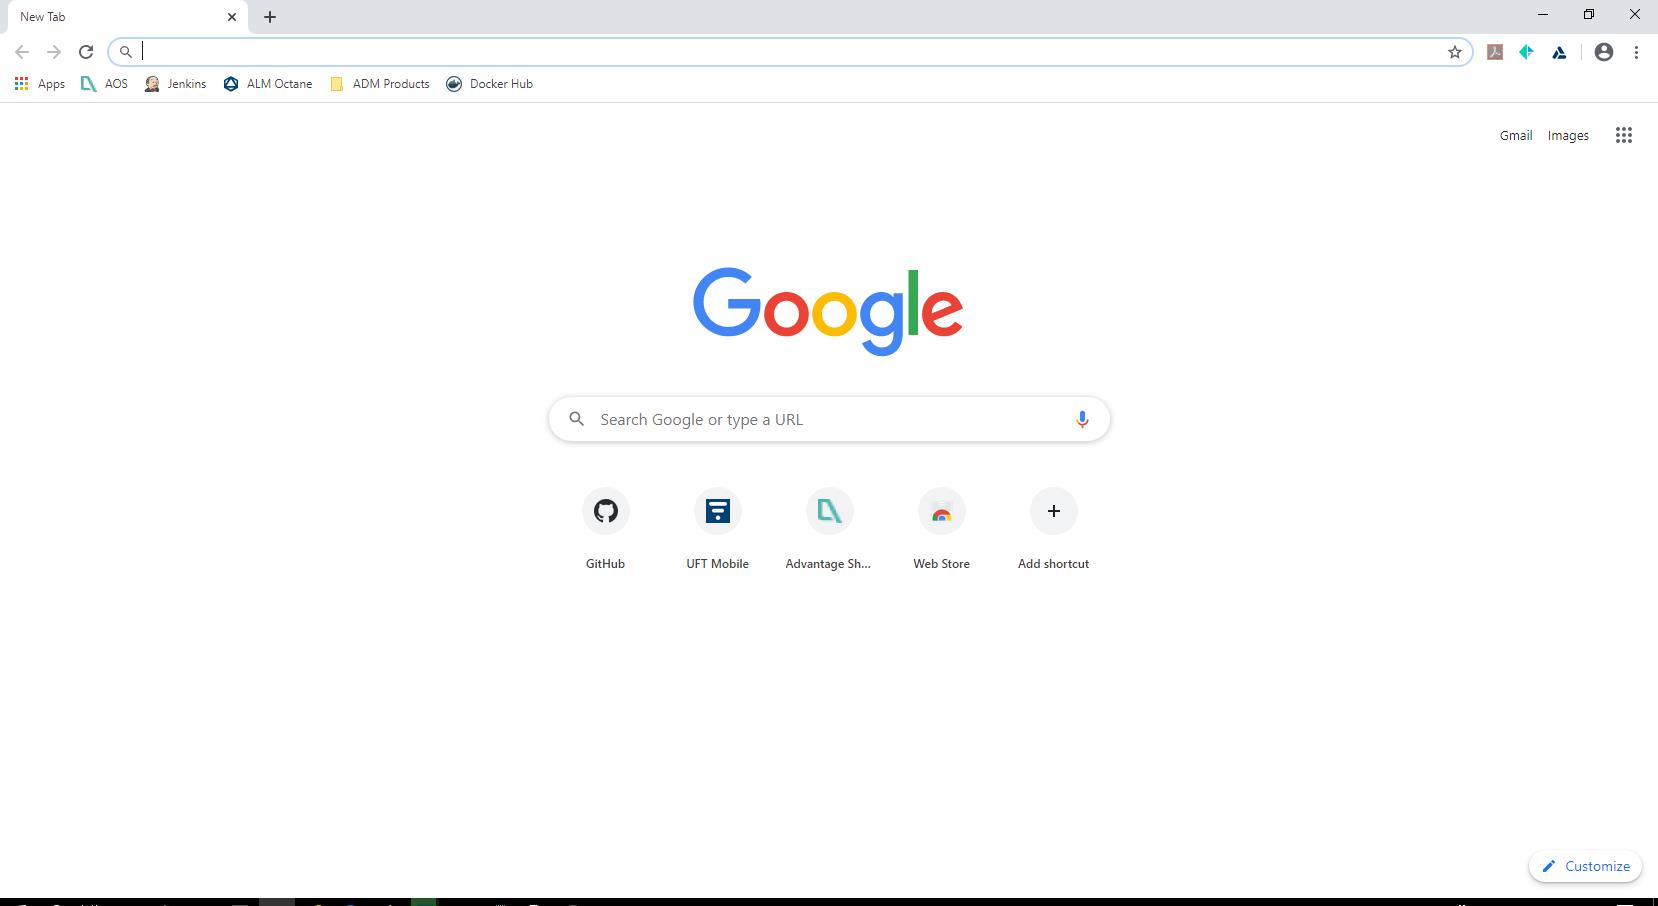 New Tab
Apps AOS Jenkins ALM Octane ADM Products Docker Hub
Gmail Images
Google
Search Google or type a URL
GitHub UFT Mobile Advantage Sh... Web Store Add shortcut
Customize